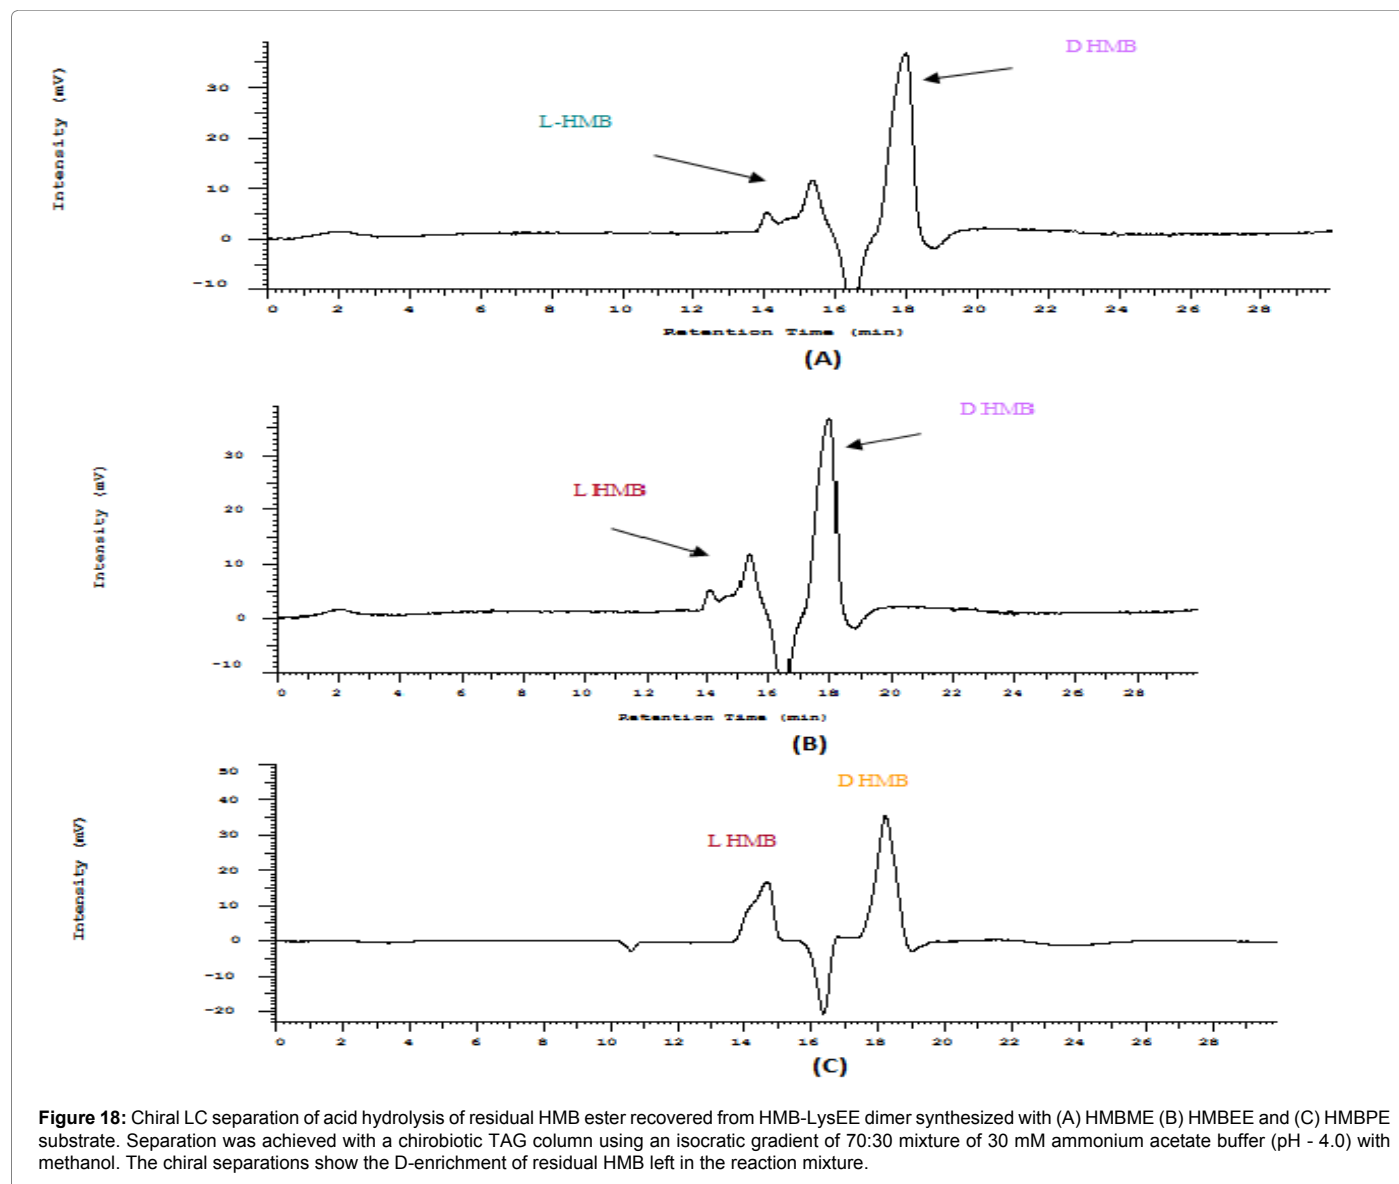 D HMB
L-HMB
Intensity (mV)
30
20
10
0
-10
0 2 4 6 8 10 12 14 16 18 20 22 24 26 28
Retention Time (min)
(A)
D HMB
L HMB
Intensity (mV)
30
20
10
0
-10
0 2 4 6 8 10 12 14 16 18 20 22 24 26 28
Retention Time (min)
(B)
D HMB
L HMB
Intensity (mV)
50
40
30
20
10
0
-10
-20
0 2 4 6 8 10 12 14 16 18 20 22 24 26 28
(C)
Figure 18: Chiral LC separation of acid hydrolysis of residual HMB ester recovered from HMB-LysEE dimer synthesized with (A) HMBME (B) HMBEE and (C) HMBPE
substrate. Separation was achieved with a chirobiotic TAG column using an isocratic gradient of 70:30 mixture of 30 mM ammonium acetate buffer (pH - 4.0) with
methanol. The chiral separations show the D-enrichment of residual HMB left in the reaction mixture.